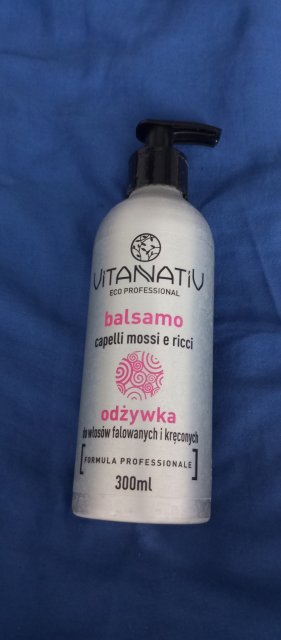 ViTANATiV
ECO PROFESSIONAL
balsamo
capelli mossi e ricci
odżywka
do włosów falowanych i kręconych
FORMULA PROFESSIONALE
300ml